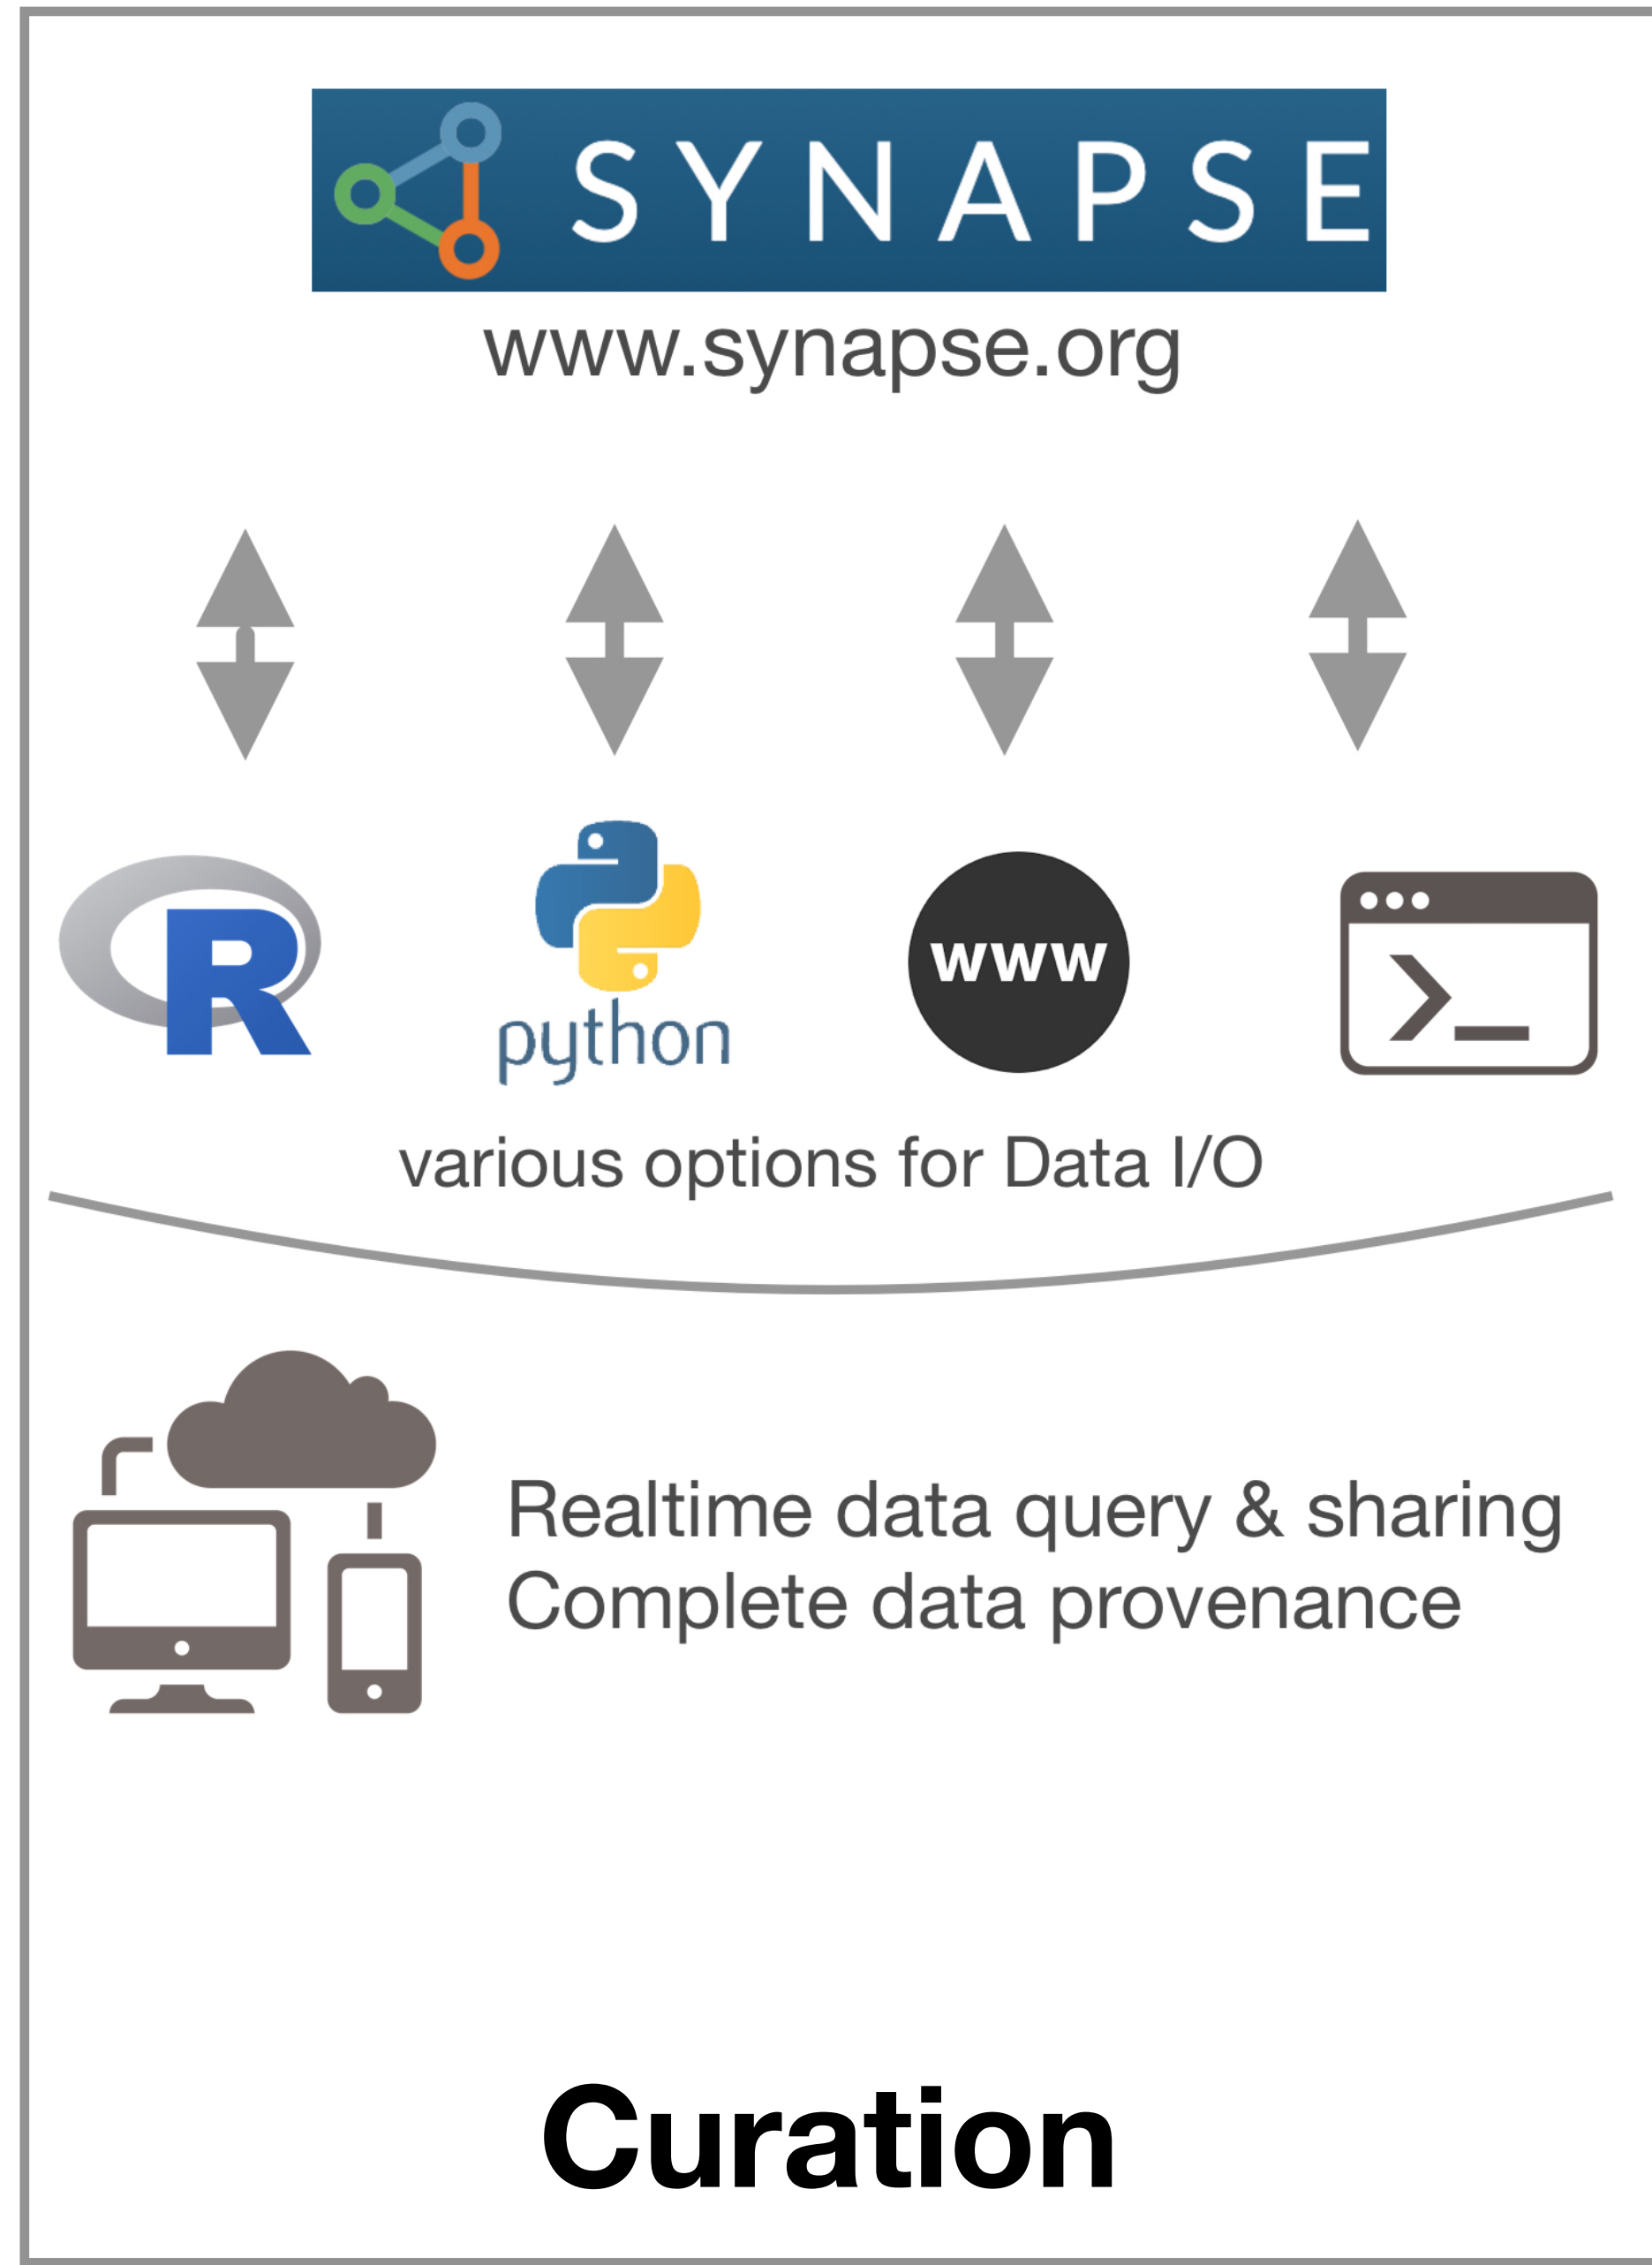 SYNAPSE
www.synapse.org
R
python
www
>_
various options for Data I/O
Realtime data query & sharing
Complete data provenance
Curation